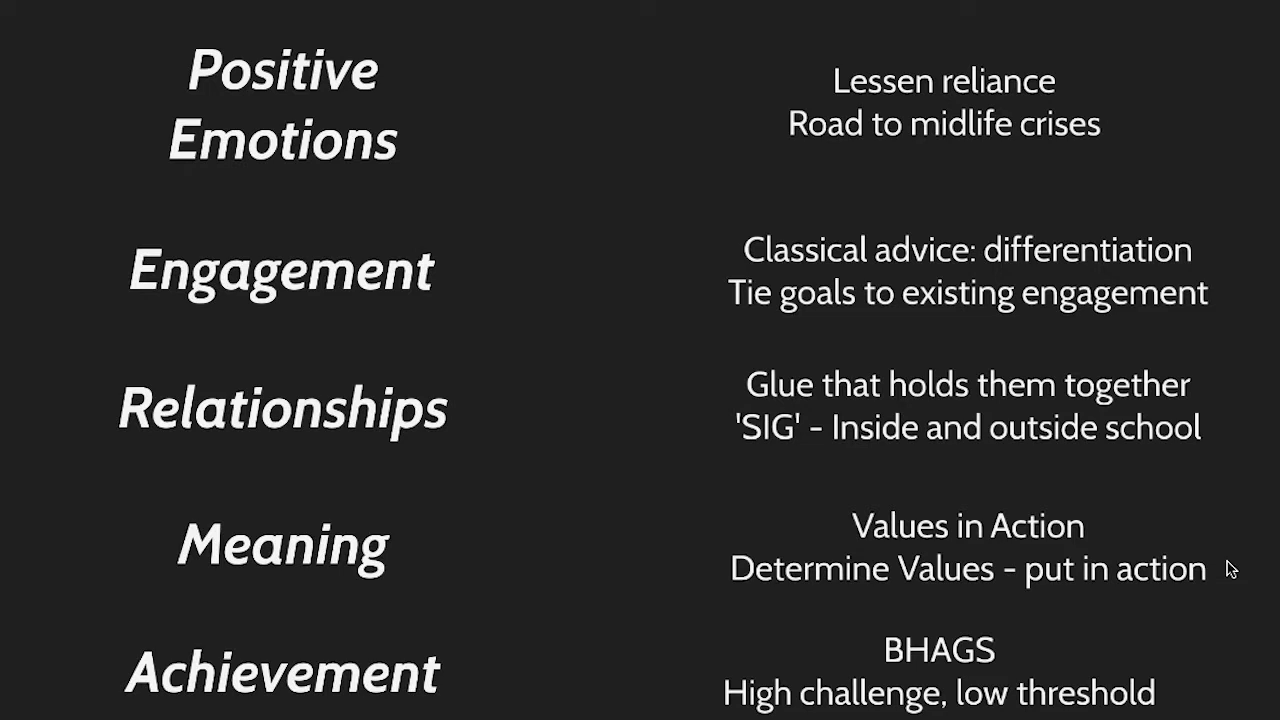 Positive
Emotions
Lessen reliance
Road to midlife crises
Engagement
Classical advice: differentiation
Tie goals to existing engagement
Relationships
Glue that holds them together
'SIG' - Inside and outside school
Meaning
Values in Action
Determine Values - put in action
Achievement
BHAGS
High challenge, low threshold